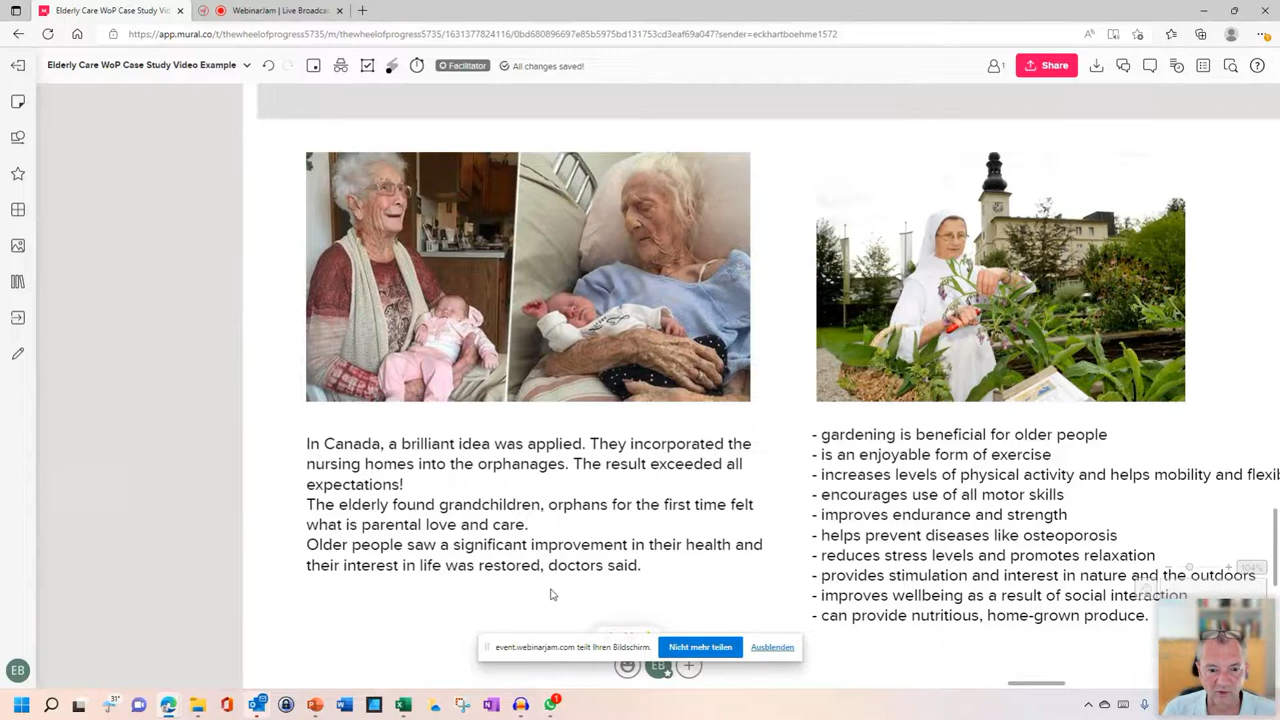 Elderly Care WoP Case Study Vid
WebinarJam | Live Broadcas
https://app.mural.co/t/thewheelofprogress5735/m/thewheelofprogress5735/1631377824116/0bd680896697e85b5975bd131753cd3eaf69a047?sender=eckhartboehme1572
Elderly Care WoP Case Study Video Example
Facilitator
All changes saved!
1
Share
In Canada, a brilliant idea was applied. They incorporated the
nursing homes into the orphanages. The result exceeded all
expectations!
The elderly found grandchildren, orphans for the first time felt
what is parental love and care.
Older people saw a significant improvement in their health and
their interest in life was restored, doctors said.
- gardening is beneficial for older people
- is an enjoyable form of exercise
- increases levels of physical activity and helps mobility and flexib
- encourages use of all motor skills
- improves endurance and strength
- helps prevent diseases like osteoporosis
- reduces stress levels and promotes relaxation
- provides stimulation and interest in nature and the outdoors
- improves wellbeing as a result of social interaction
- can provide nutritious, home-grown produce.
104%
event.webinarjam.com teilt Ihren Bildschirm.
Nicht mehr teilen
Ausblenden
EB
EB
31°
1